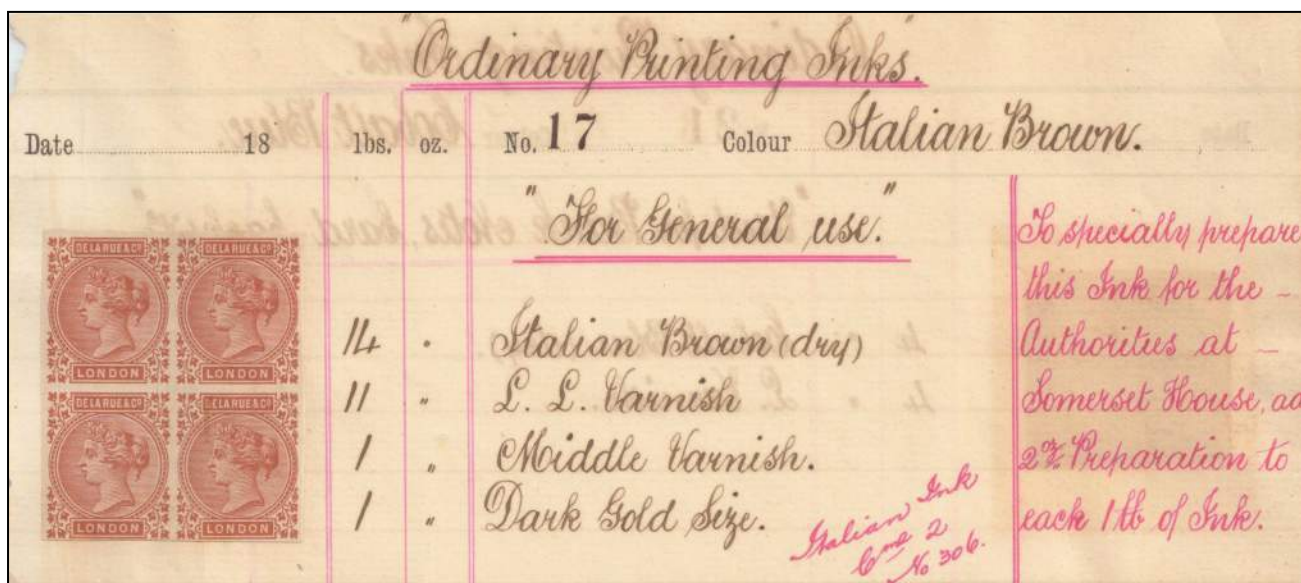 "Ordinary Printing Inks".
Date 18 lbs. oz. No. 17 Colour Italian Brown.
"For General use."
DE LA RUE & Co DE LA RUE & Co
LONDON LONDON
DE LA RUE & Co DE LA RUE & Co
LONDON LONDON
14 " Italian Brown (dry)
11 " L. L. Varnish
1 " Middle Varnish.
1 " Dark Gold Size.
Italian Ink
2
No 306.
To specially prepare
this Ink for the -
Authorities at -
Somerset House, ad
2 oz Preparation to
each 1 lb of Ink.